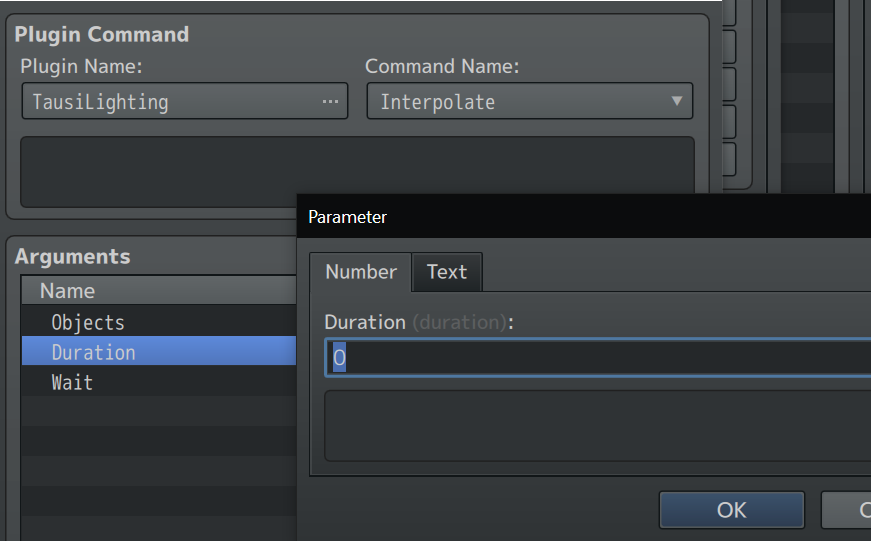 Plugin Command
Plugin Name:
Command Name:
TausiLighting ...
Interpolate
Parameter
Arguments
Number
Text
Name
Objects
Duration
Wait
Duration (duration):
0
OK